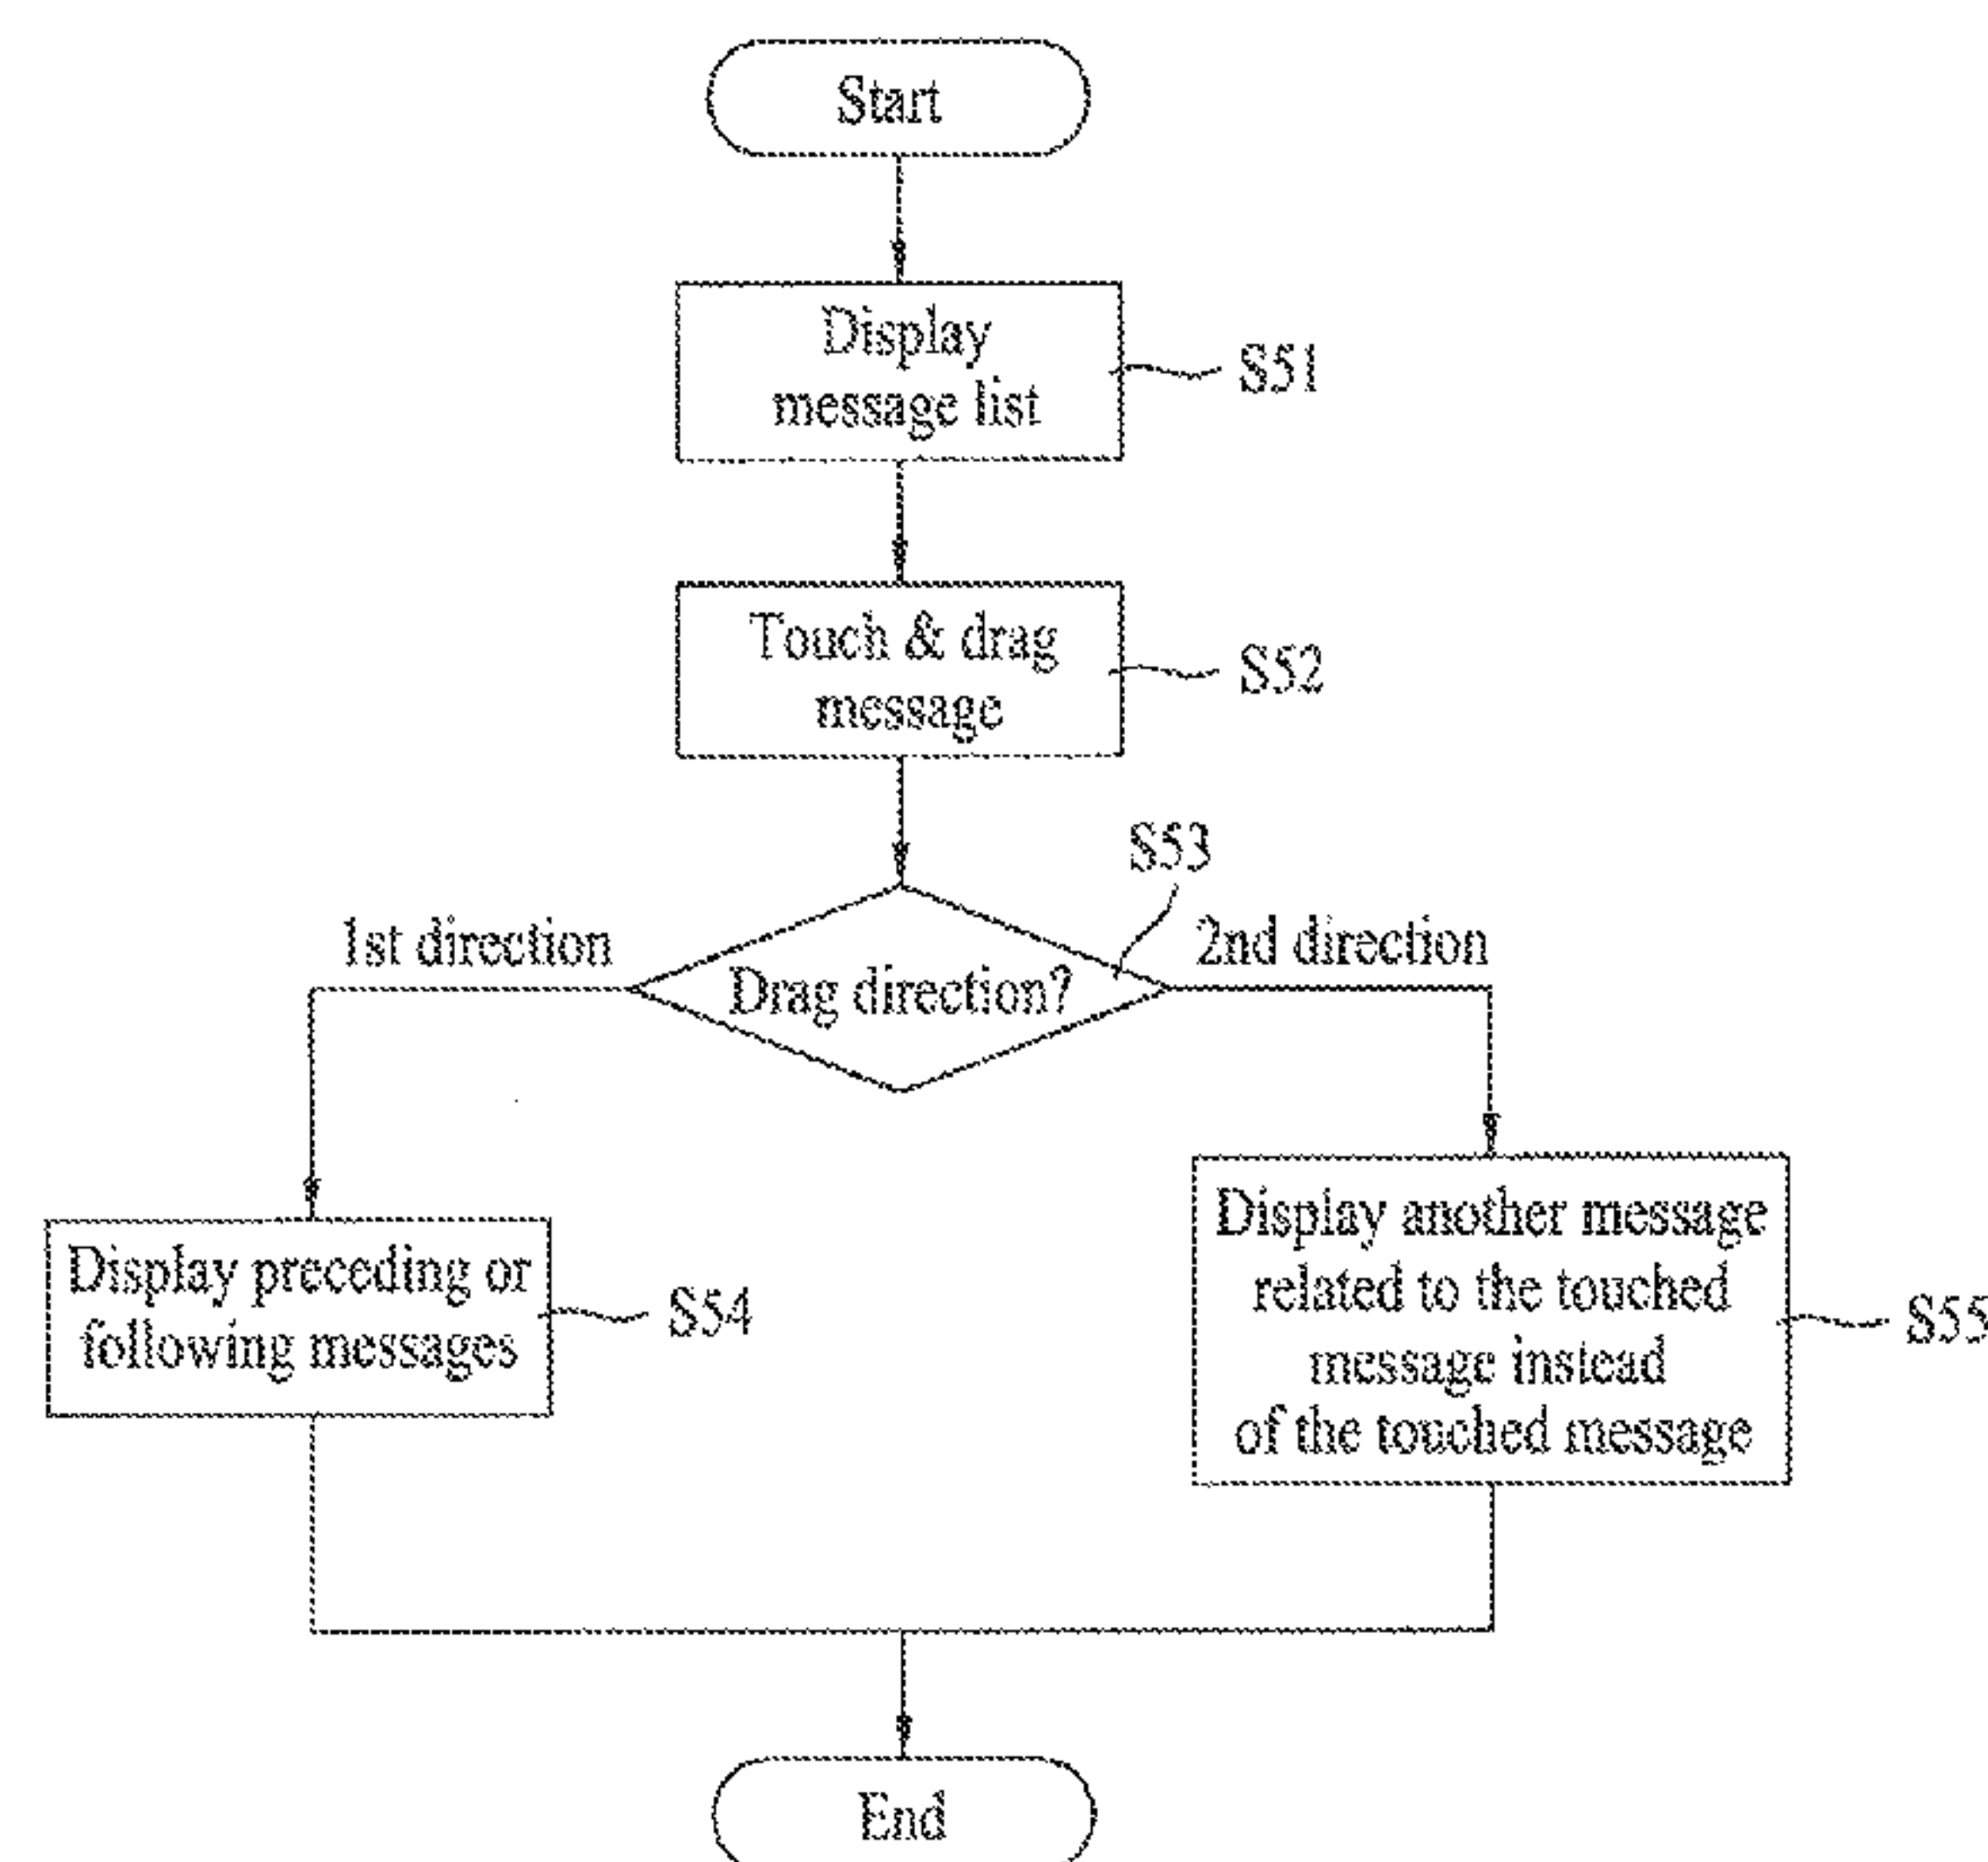 Start
Display
message list
S51
Touch & drag
message
S52
S53
1st direction
Drag direction?
2nd direction
Display preceding or
following messages
S54
Display another message
related to the touched
message instead
of the touched message
S55
End